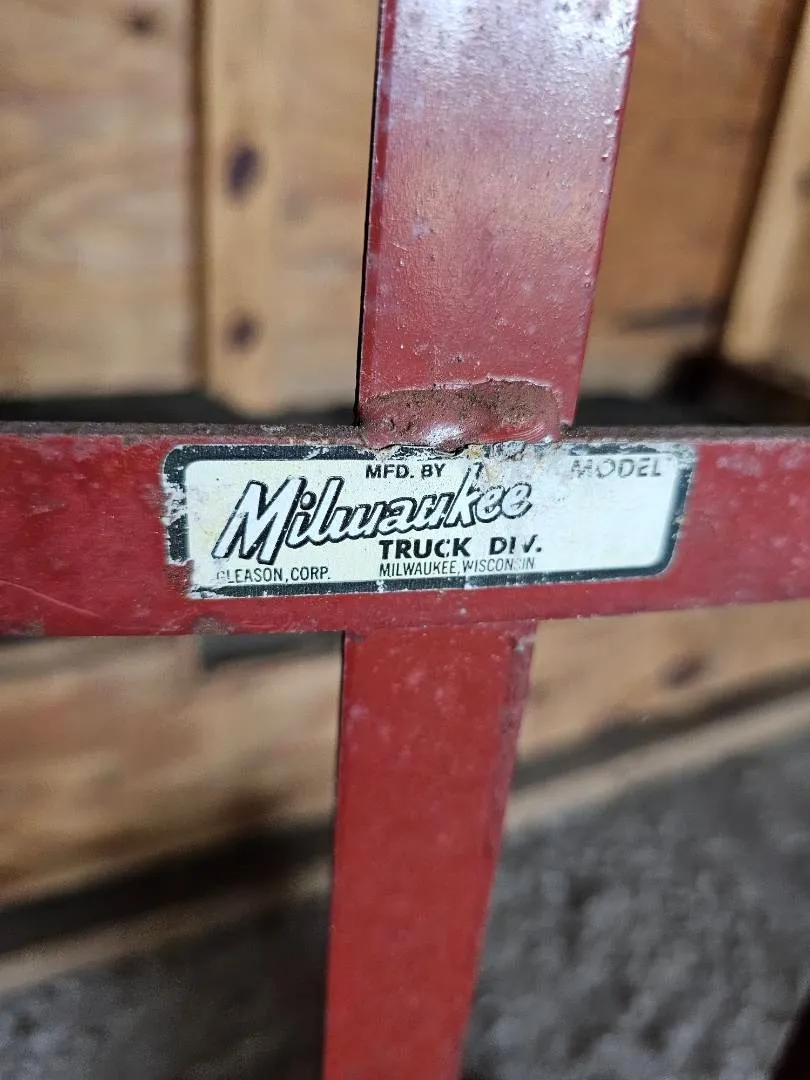 MFD. BY MODEL
Milwaukee
TRUCK DIV.
GLEASON, CORP. MILWAUKEE, WISCONSIN